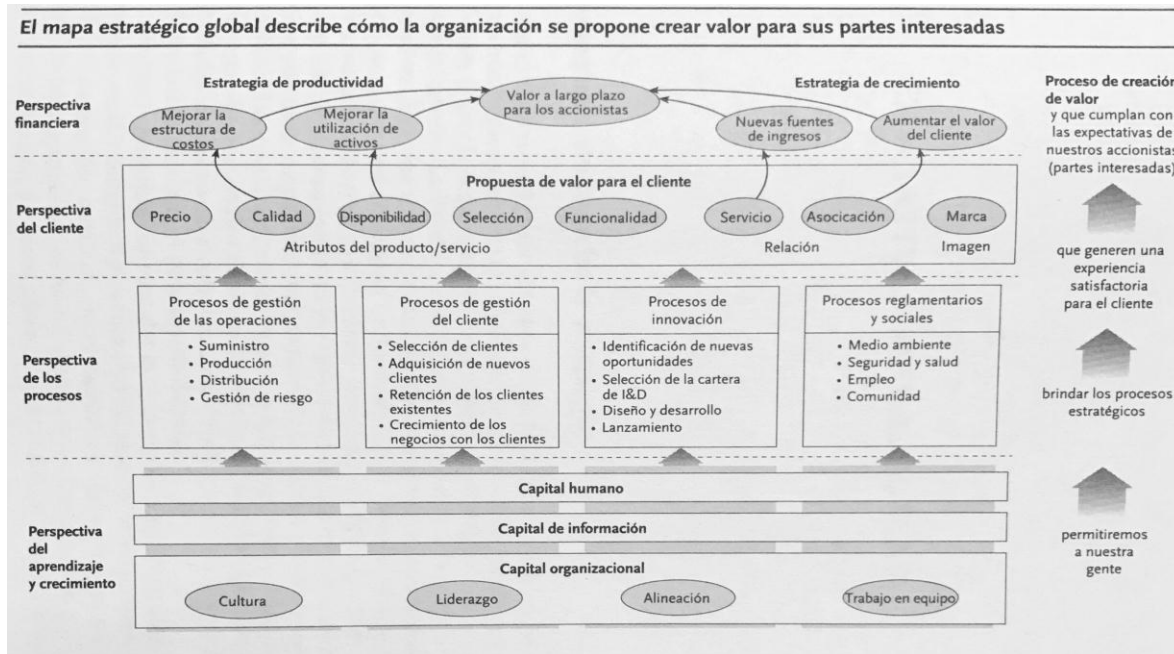 El mapa estratégico global describe cómo la organización se propone crear valor para sus partes interesadas
Estrategia de productividad
Estrategia de crecimiento
Perspectiva
financiera
Mejorar la
estructura de
costos
Mejorar la
utilización de
activos
Valor a largo plazo
para los accionistas
Nuevas fuentes
de ingresos
Aumentar el valor
del cliente
Proceso de creación
de valor
y que cumplan con
las expectativas de
nuestros accionistas
(partes interesadas)
Perspectiva
del cliente
Propuesta de valor para el cliente
Precio
Calidad
Disponibilidad
Selección
Funcionalidad
Servicio
Asocicación
Marca
Atributos del producto/servicio
Relación
Imagen
que generen una
experiencia
satisfactoria
para el cliente
Perspectiva
de los
procesos
Procesos de gestión
de las operaciones
• Suministro
• Producción
• Distribución
• Gestión de riesgo
Procesos de gestión
del cliente
• Selección de clientes
• Adquisición de nuevos
clientes
• Retención de los clientes
existentes
• Crecimiento de los
negocios con los clientes
Procesos de
innovación
• Identificación de nuevas
oportunidades
• Selección de la cartera
de I&D
• Diseño y desarrollo
• Lanzamiento
Procesos reglamentarios
y sociales
• Medio ambiente
• Seguridad y salud
• Empleo
• Comunidad
brindar los procesos
estratégicos
Perspectiva
del
aprendizaje
y crecimiento
Capital humano
Capital de información
Capital organizacional
Cultura
Liderazgo
Alineación
Trabajo en equipo
permitiremos
a nuestra
gente